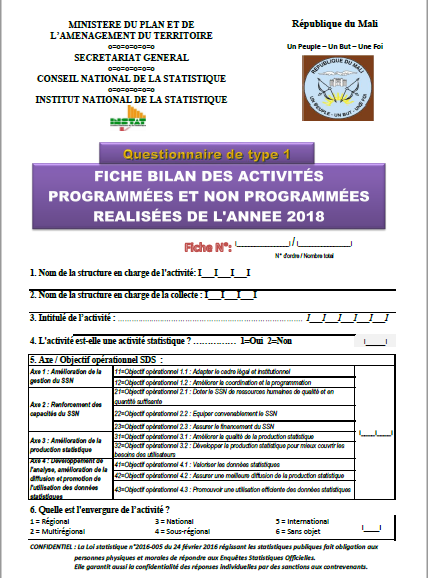 MINISTERE DU PLAN ET DE
L'AMENAGEMENT DU TERRITOIRE
o=o=o=o=o=o
SECRETARIAT GENERAL
o=o=o=o=o=o
CONSEIL NATIONAL DE LA STATISTIQUE
o=o=o=o=o=o
INSTITUT NATIONAL DE LA STATISTIQUE
INSTAT
République du Mali
Un Peuple – Un But – Une Foi
REPUBLIQUE DU MALI
UN PEUPLE - UN BUT - UNE FOI
Questionnaire de type 1
FICHE BILAN DES ACTIVITÉS
PROGRAMMÉES ET NON PROGRAMMÉES
REALISÉES DE L'ANNEE 2018
Fiche N°: I______________I / I______________I
N° d'ordre / Nombre total
1. Nom de la structure en charge de l'activité: I___I___I___I
2. Nom de la structure en charge de la collecte : I___I___I___I
3. Intitulé de l'activité : .......................................................................... I___I___I___I___I___I___I
4. L'activité est-elle une activité statistique ? …………… 1=Oui 2=Non I____I
5. Axe / Objectif opérationnel SDS :
Axe 1 : Amélioration de la
gestion du SSN
11=Objectif opérationnel 1.1 : Adapter le cadre légal et institutionnel
12=Objectif opérationnel 1.2 : Améliorer la coordination et la programmation
Axe 2 : Renforcement des
capacités du SSN
21=Objectif opérationnel 2.1 : Doter le SSN de ressources humaines de qualité et en
quantité suffisante
22=Objectif opérationnel 2.2 : Equiper convenablement le SSN
23=Objectif opérationnel 2.3 : Assurer le financement du SSN
I____I____I
Axe 3 : Amélioration de la
production statistique
31=Objectif opérationnel 3.1 : Améliorer la qualité de la production statistique
32=Objectif opérationnel 3.2 : Développer la production statistique pour mieux couvrir les
besoins des utilisateurs
Axe 4 : Développement de
l'analyse, amélioration de la
diffusion et promotion de
l'utilisation des données
statistiques
41=Objectif opérationnel 4.1 : Valoriser les données statistiques
42=Objectif opérationnel 4.2 : Assurer une meilleure diffusion de la production statistique
43=Objectif opérationnel 4.3 : Promouvoir une utilisation efficiente des données statistiques
6. Quelle est l'envergure de l'activité ?
1 = Régional 3 = National 5 = International
2 = Multirégional 4 = Sous-régional 6 = Sans objet I____I
CONFIDENTIEL : La Loi statistique n°2016-005 du 24 février 2016 régissant les statistiques publiques fait obligation aux
personnes physiques et morales de répondre aux Enquêtes Statistiques Officielles.
Elle garantit aussi la confidentialité des réponses individuelles par des sanctions aux contrevenants.